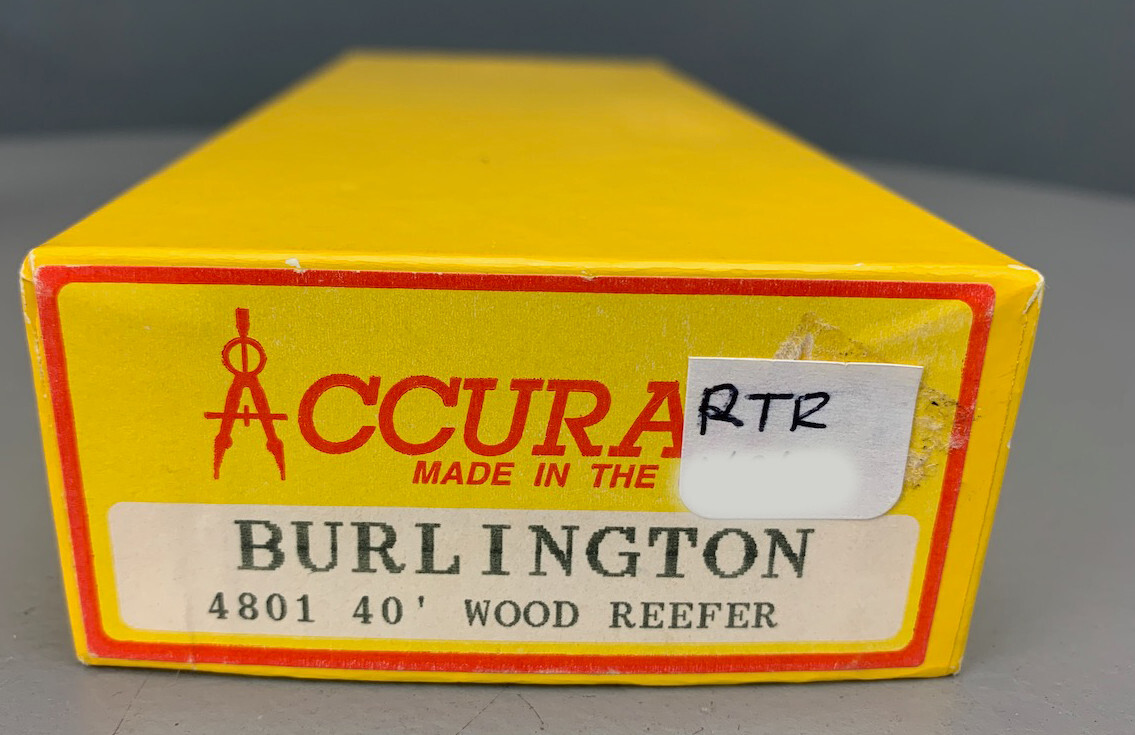 ACCURA
RTR
MADE IN THE
BURLINGTON
4801 40' WOOD REEFER